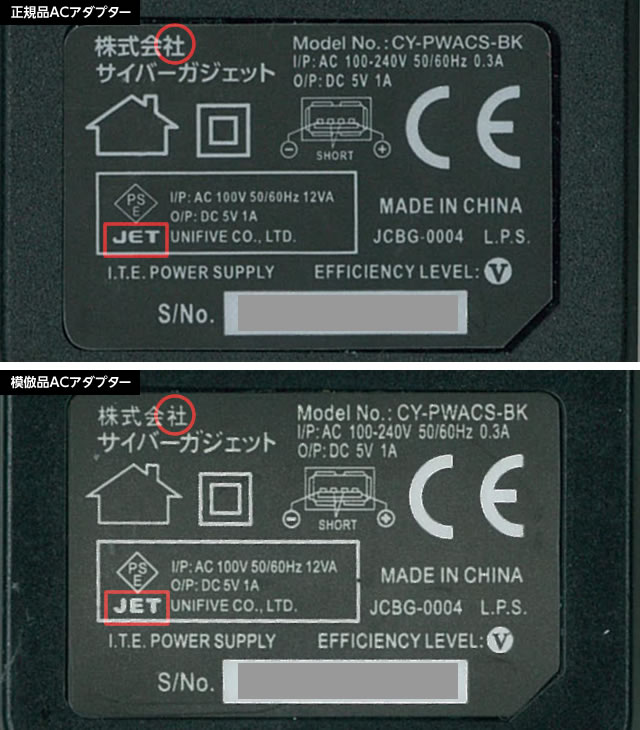 正規品ACアダプター
株式会社
サイバーガジェット
Model No.: CY-PWACS-BK
I/P: AC 100-240V 50/60Hz 0.3A
O/P: DC 5V 1A
SHORT
CE
PS
E
JET
I/P: AC 100V 50/60Hz 12VA
O/P: DC 5V 1A
UNIFIVE CO., LTD.
MADE IN CHINA
JCBG-0004 L.P.S.
I.T.E. POWER SUPPLY
EFFICIENCY LEVEL: V
S/No.
模倣品ACアダプター
株式会社
サイバーガジェット
Model No.: CY-PWACS-BK
I/P: AC 100-240V 50/60Hz 0.3A
O/P: DC 5V 1A
SHORT
CE
PS
E
JET
I/P: AC 100V 50/60Hz 12VA
O/P: DC 5V 1A
UNIFIVE CO., LTD.
MADE IN CHINA
JCBG-0004 L.P.S.
I.T.E. POWER SUPPLY
EFFICIENCY LEVEL: V
S/No.